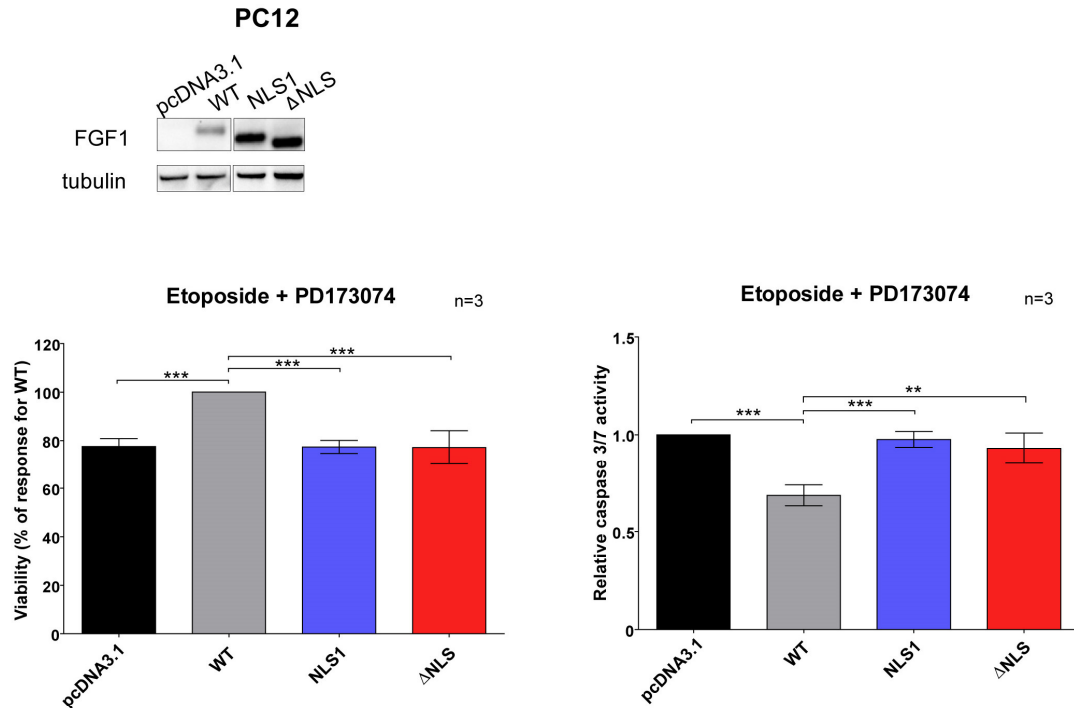 PC12
pcDNA3.1 WT NLS1 ΔNLS
FGF1
tubulin
Etoposide + PD173074 n=3
Viability (% of response for WT)
120
100
80
60
40
20
0
***
***
***
pcDNA3.1 WT NLS1 ΔNLS
Etoposide + PD173074 n=3
Relative caspase 3/7 activity
1.5
1.0
0.5
0
**
***
***
pcDNA3.1 WT NLS1 ΔNLS